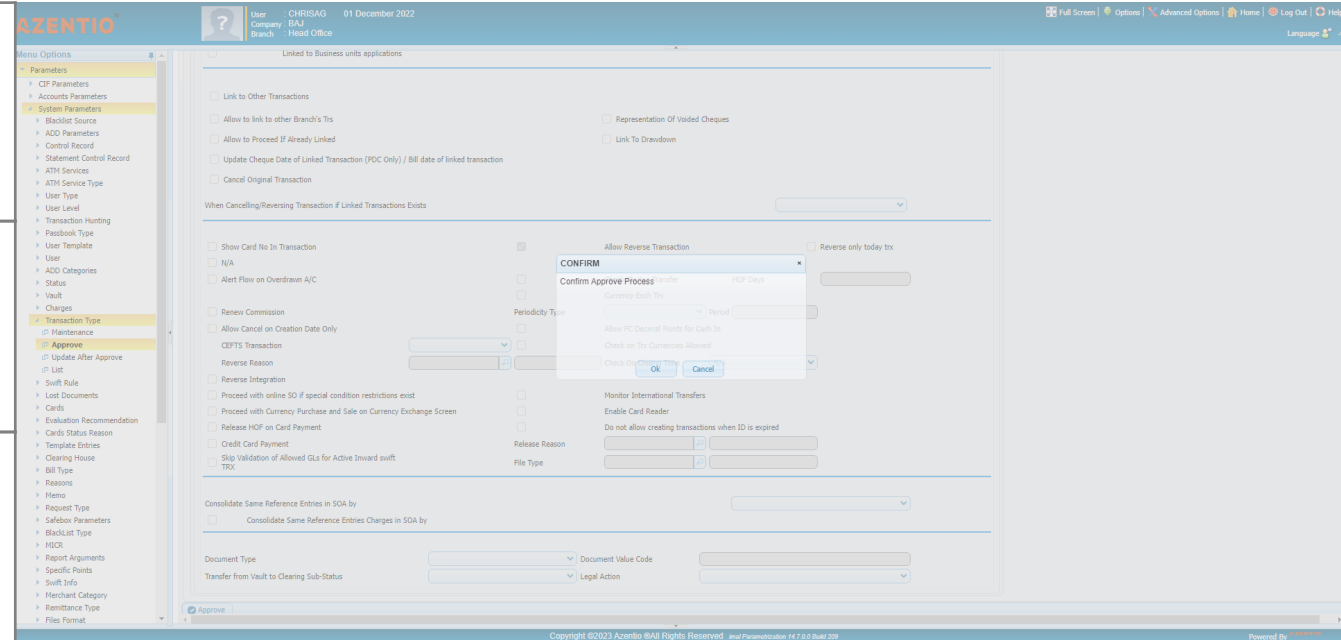 AZENTIO
User : CHRISAG 01 December 2022
Company : BAJ
Branch : Head Office
Full Screen | Options | Advanced Options | Home | Log Out | Help
Language
Menu Options
Parameters
CIF Parameters
Accounts Parameters
System Parameters
Blacklist Source
ADD Parameters
Control Record
Statement Control Record
ATM Services
ATM Service Type
User Type
User Level
Transaction Hunting
Passbook Type
User Template
User
ADD Categories
Status
Vault
Charges
Transaction Type
Maintenance
Approve
Update After Approve
List
Swift Rule
Lost Documents
Cards
Evaluation Recommendation
Cards Status Reason
Template Entries
Clearing House
Bill Type
Reasons
Memo
Request Type
Safebox Parameters
BlackList Type
MICR
Report Arguments
Specific Points
Swift Info
Merchant Category
Remittance Type
Files Format
Linked to Business units applications
Link to Other Transactions
Allow to link to other Branch's Trs Representation Of Voided Cheques
Allow to Proceed If Already Linked Link To Drawdown
Update Cheque Date of Linked Transaction (PDC Only) / Bill date of linked transaction
Cancel Original Transaction
When Cancelling/Reversing Transaction if Linked Transactions Exists
Show Card No In Transaction Allow Reverse Transaction Reverse only today trx
N/A
CONFIRM ×
Alert Flow on Overdrawn A/C HOF Days
Confirm Approve Process
Currency Exch Trx
Renew Commission Periodicity Type Period
Allow Cancel on Creation Date Only Allow FC Decimal Points for Cash In
CEFTS Transaction Check on Trx Currencies Allowed
Reverse Reason
Ok Cancel
Reverse Integration
Proceed with online SO if special condition restrictions exist Monitor International Transfers
Proceed with Currency Purchase and Sale on Currency Exchange Screen Enable Card Reader
Release HOF on Card Payment Do not allow creating transactions when ID is expired
Credit Card Payment Release Reason
Skip Validation of Allowed GLs for Active Inward swift
TRX File Type
Consolidate Same Reference Entries in SOA by
Consolidate Same Reference Entries Charges in SOA by
Document Type Document Value Code
Transfer from Vault to Clearing Sub-Status Legal Action
Approve
Copyright ©2023 Azentio ®All Rights Reserved imal Parametrization 14.7.0.0 Build 209
Powered By AZENTIO